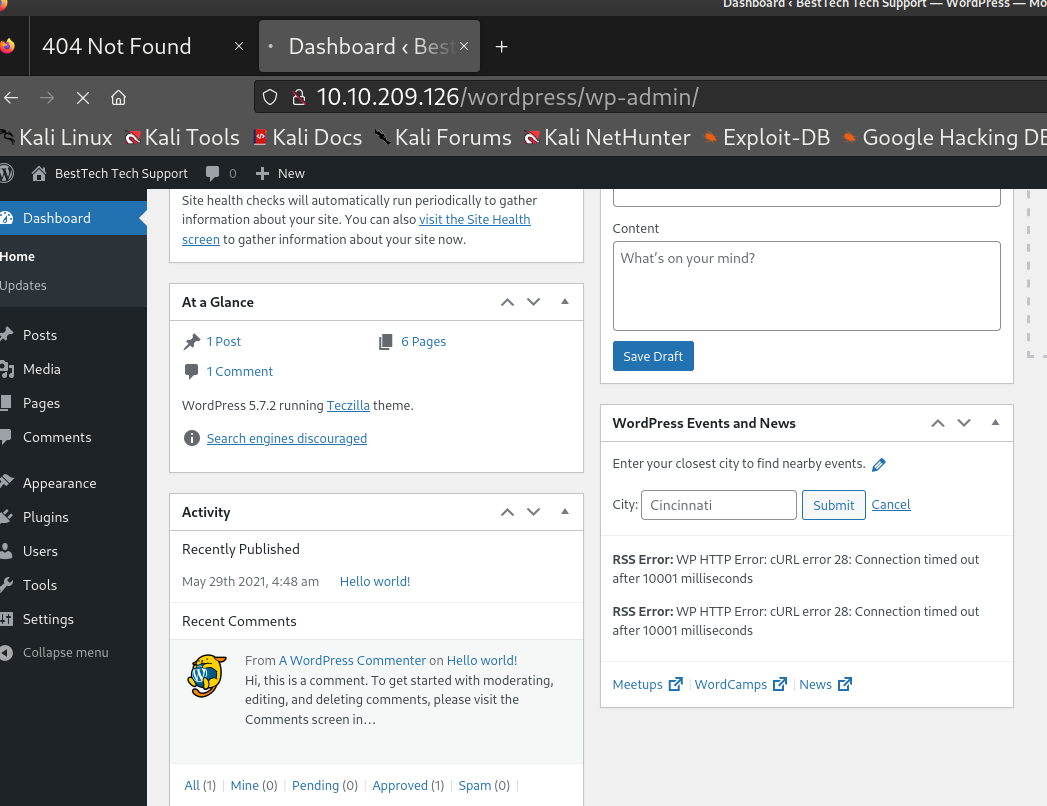 Dashboard ‹ BestTech Tech Support — WordPress — Mo
404 Not Found
Dashboard ‹ Best
10.10.209.126/wordpress/wp-admin/
Kali Linux Kali Tools Kali Docs Kali Forums Kali NetHunter Exploit-DB Google Hacking DB
BestTech Tech Support 0 New
Dashboard
Home
Updates
Posts
Media
Pages
Comments
Appearance
Plugins
Users
Tools
Settings
Collapse menu
Site health checks will automatically run periodically to gather
information about your site. You can also visit the Site Health
screen to gather information about your site now.
At a Glance
1 Post 6 Pages
1 Comment
WordPress 5.7.2 running Teczilla theme.
Search engines discouraged
Activity
Recently Published
May 29th 2021, 4:48 am Hello world!
Recent Comments
From A WordPress Commenter on Hello world!
Hi, this is a comment. To get started with moderating,
editing, and deleting comments, please visit the
Comments screen in…
All (1) | Mine (0) | Pending (0) | Approved (1) | Spam (0) |
Content
What's on your mind?
Save Draft
WordPress Events and News
Enter your closest city to find nearby events.
City: Cincinnati Submit Cancel
RSS Error: WP HTTP Error: cURL error 28: Connection timed out
after 10001 milliseconds
RSS Error: WP HTTP Error: cURL error 28: Connection timed out
after 10001 milliseconds
Meetups | WordCamps | News